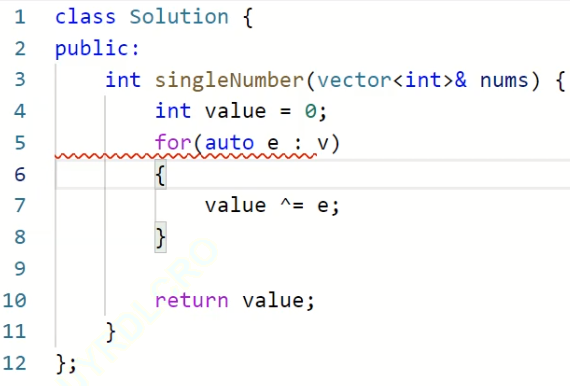 1 class Solution {
2 public:
3     int singleNumber(vector<int>& nums) {
4         int value = 0;
5         for(auto e : v)
6         {
7             value ^= e;
8         }
9
10         return value;
11     }
12 };